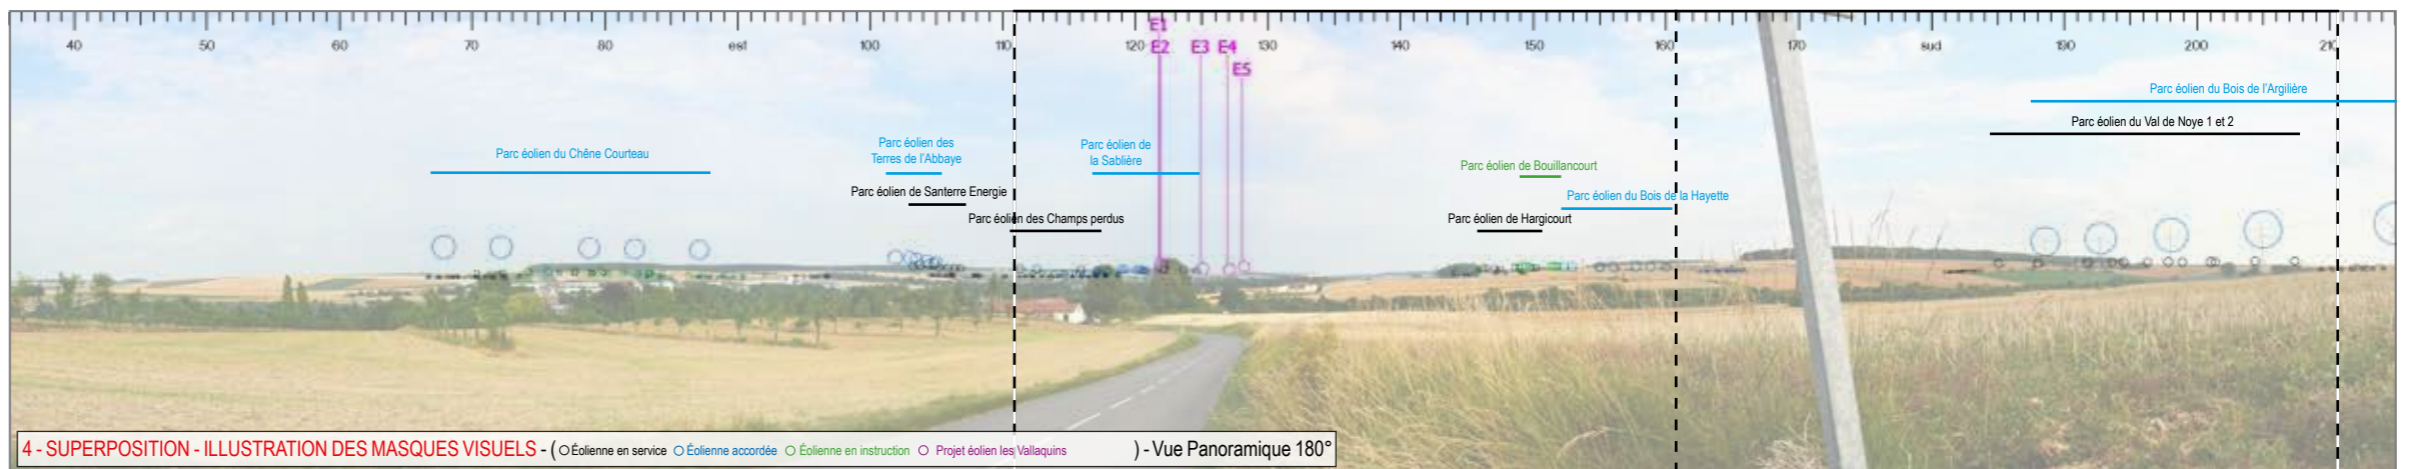 40 50 60 70 80 est 100 110 120 130 140 150 160 170 sud 190 200 210
E1
E2 E3 E4
E5
Parc éolien du Bois de l'Argilière
Parc éolien du Val de Noye 1 et 2
Parc éolien du Chêne Courteau
Parc éolien des
Terres de l'Abbaye
Parc éolien de
la Sablière
Parc éolien de Bouillancourt
Parc éolien de Santerre Energie
Parc éolien du Bois de la Hayette
Parc éolien des Champs perdus
Parc éolien de Hargicourt
4 - SUPERPOSITION - ILLUSTRATION DES MASQUES VISUELS - ( Éolienne en service Éolienne accordée Éolienne en instruction Projet éolien les Vallaquins ) - Vue Panoramique 180°